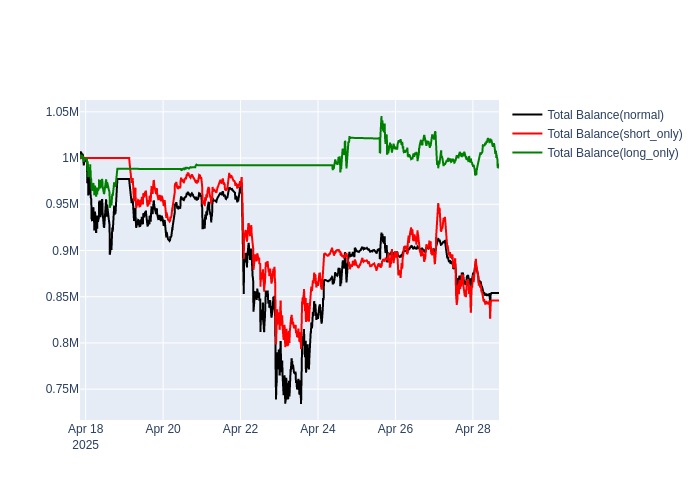 1.05M
1M
0.95M
0.9M
0.85M
0.8M
0.75M
Apr 18
2025
Apr 20
Apr 22
Apr 24
Apr 26
Apr 28
Total Balance(normal)
Total Balance(short_only)
Total Balance(long_only)